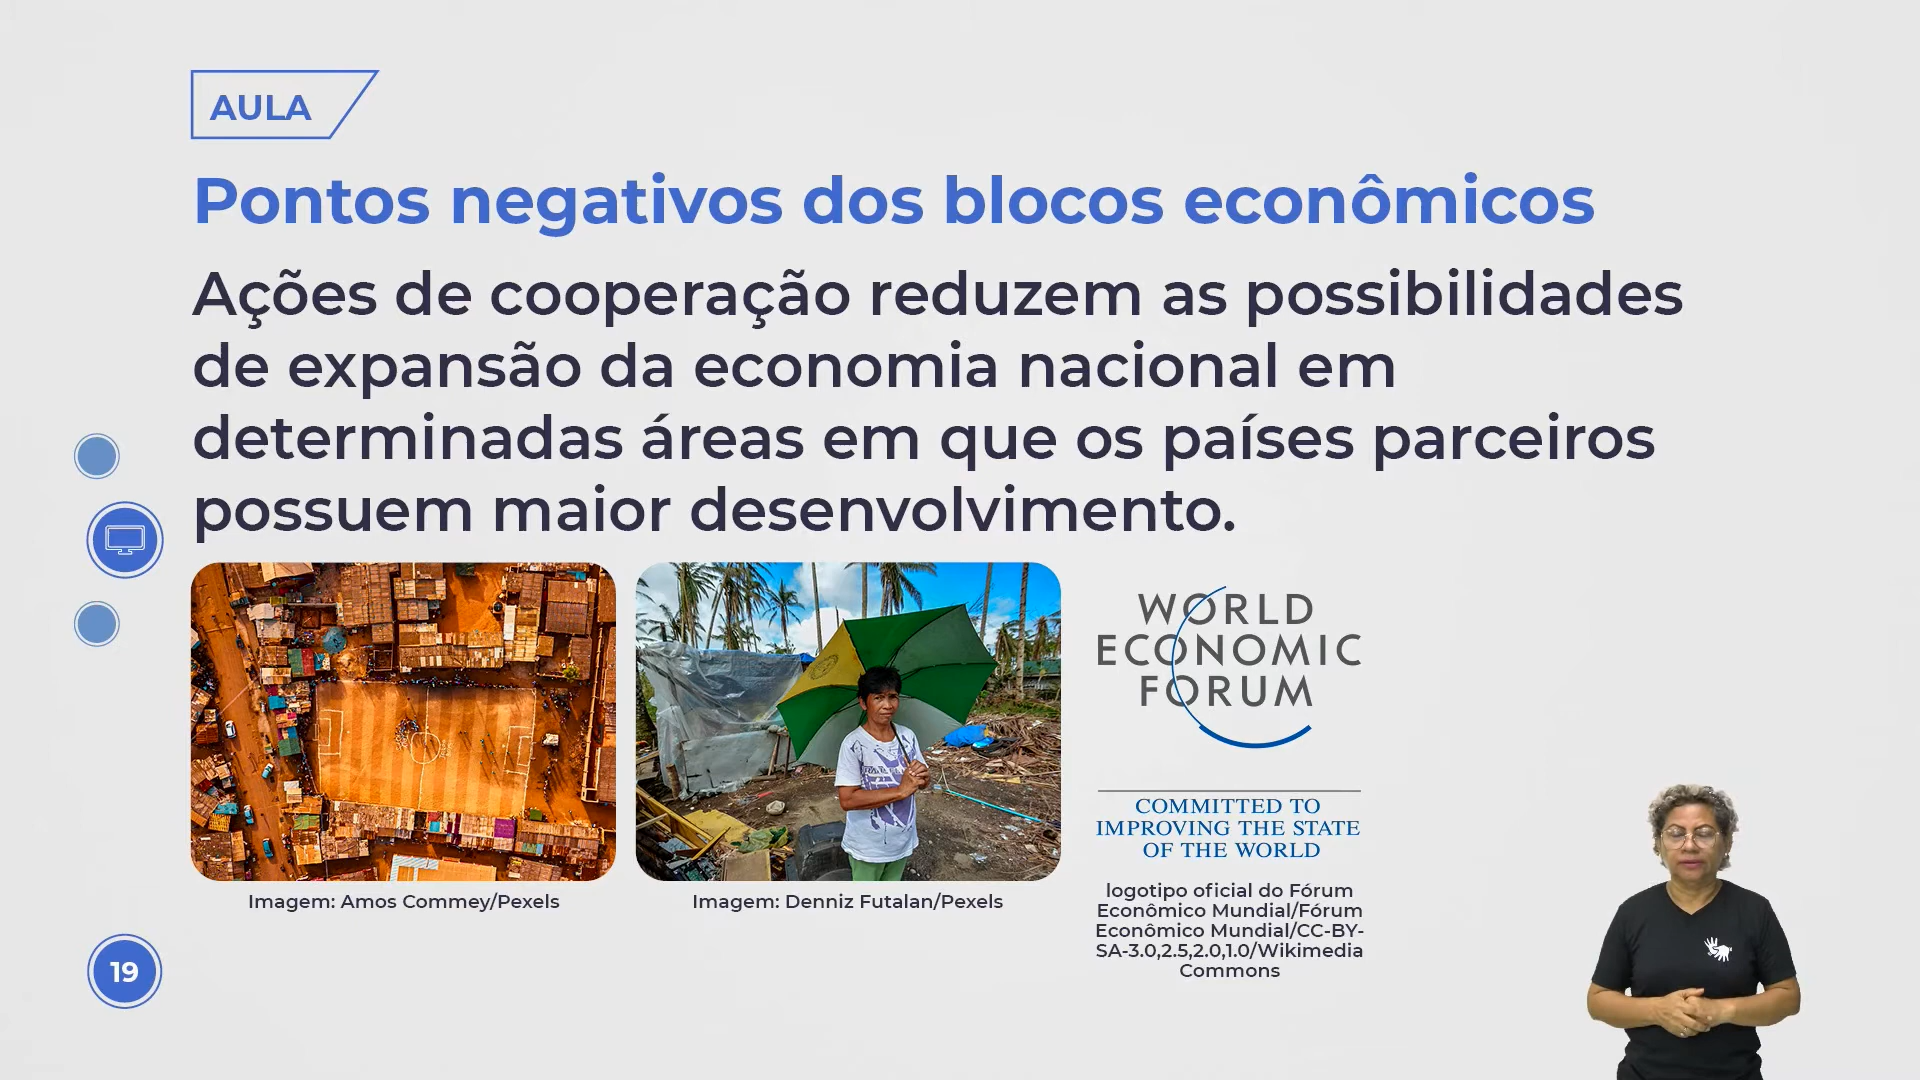 AULA
Pontos negativos dos blocos econômicos
Ações de cooperação reduzem as possibilidades
de expansão da economia nacional em
determinadas áreas em que os países parceiros
possuem maior desenvolvimento.
Imagem: Amos Commey/Pexels
Imagem: Denniz Futalan/Pexels
WORLD
ECONOMIC
FORUM
COMMITTED TO
IMPROVING THE STATE
OF THE WORLD
logotipo oficial do Fórum
Econômico Mundial/Fórum
Econômico Mundial/CC-BY-
SA-3.0,2.5,2.0,1.0/Wikimedia
Commons
19